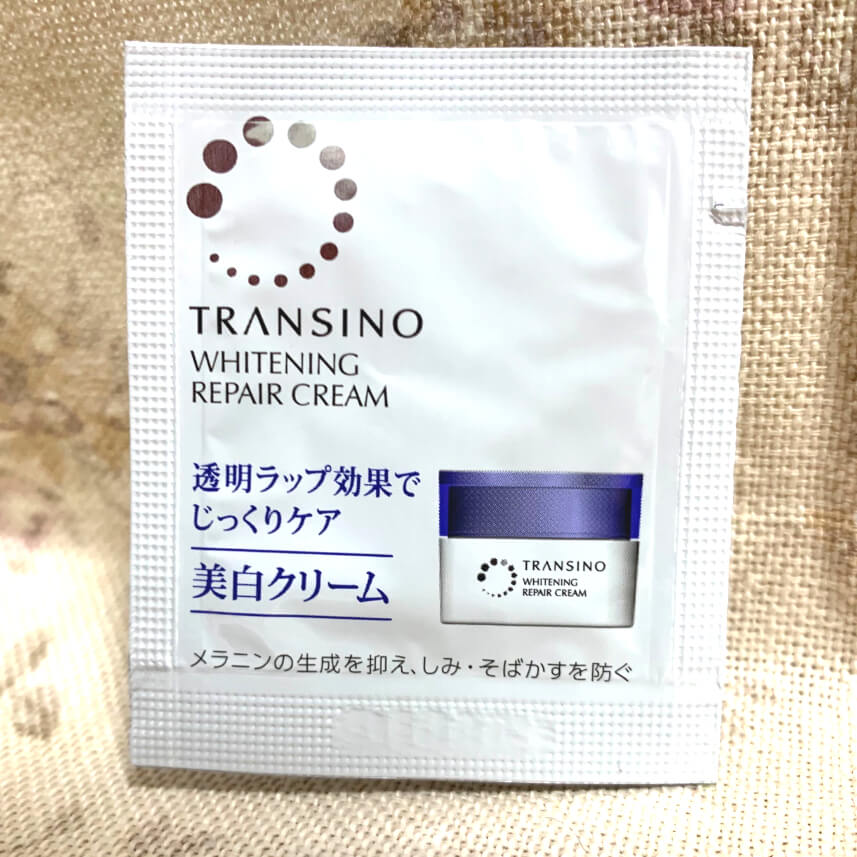 TRANSINO
WHITENING
REPAIR CREAM
透明ラップ効果で
じっくりケア
美白クリーム
TRANSINO
WHITENING
REPAIR CREAM
メラニンの生成を抑え、しみ・そばかすを防ぐ